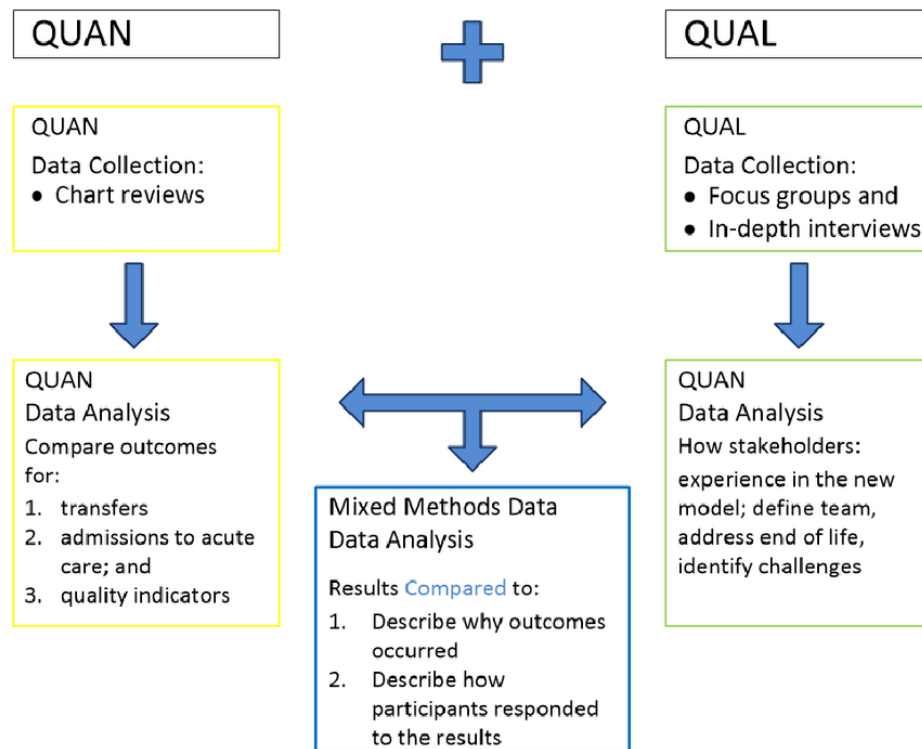 QUAN
QUAL
QUAN
Data Collection:
• Chart reviews
QUAL
Data Collection:
• Focus groups and
• In-depth interviews
QUAN
Data Analysis
Compare outcomes
for:
1. transfers
2. admissions to acute
care; and
3. quality indicators
Mixed Methods Data
Data Analysis
Results Compared to:
1. Describe why outcomes
occurred
2. Describe how
participants responded
to the results
QUAN
Data Analysis
How stakeholders:
experience in the new
model; define team,
address end of life,
identify challenges